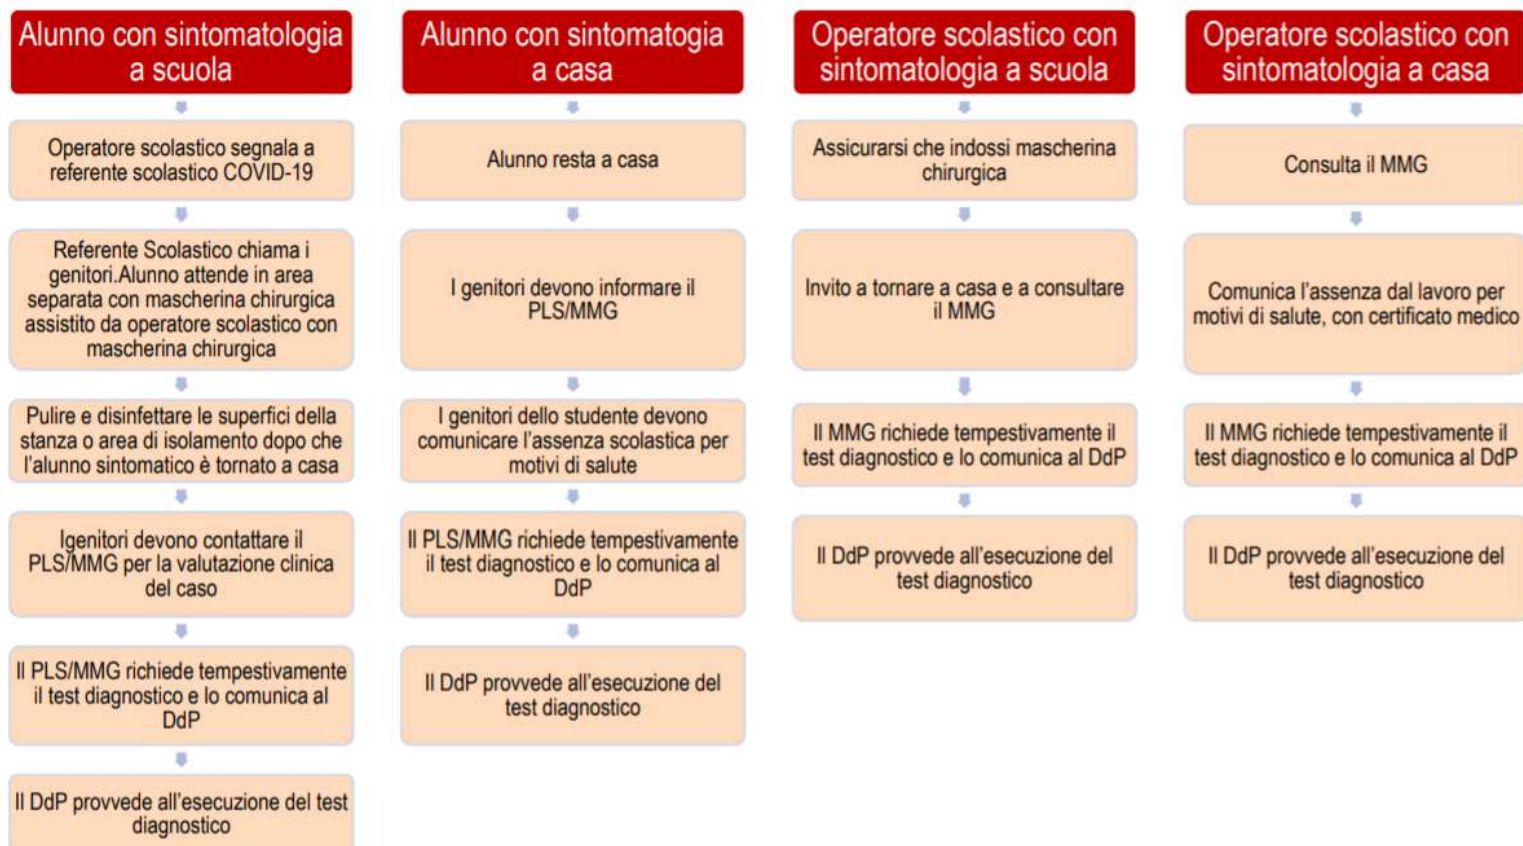 Alunno con sintomatologia
a scuola
Operatore scolastico segnala a
referente scolastico COVID-19
Referente Scolastico chiama i
genitori.Alunno attende in area
separata con mascherina chirurgica
assistito da operatore scolastico con
mascherina chirurgica
Pulire e disinfettare le superfici della
stanza o area di isolamento dopo che
l'alunno sintomatico è tornato a casa
Igenitori devono contattare il
PLS/MMG per la valutazione clinica
del caso
Il PLS/MMG richiede tempestivamente
il test diagnostico e lo comunica al
DdP
Il DdP provvede all'esecuzione del test
diagnostico
Alunno con sintomatogia
a casa
Alunno resta a casa
I genitori devono informare il
PLS/MMG
I genitori dello studente devono
comunicare l'assenza scolastica per
motivi di salute
Il PLS/MMG richiede tempestivamente
il test diagnostico e lo comunica al
DdP
Il DdP provvede all'esecuzione del
test diagnostico
Operatore scolastico con
sintomatologia a scuola
Assicurarsi che indossi mascherina
chirurgica
Invito a tornare a casa e a consultare
il MMG
Il MMG richiede tempestivamente il
test diagnostico e lo comunica al DdP
Il DdP provvede all'esecuzione del
test diagnostico
Operatore scolastico con
sintomatologia a casa
Consulta il MMG
Comunica l'assenza dal lavoro per
motivi di salute, con certificato medico
Il MMG richiede tempestivamente il
test diagnostico e lo comunica al DdP
Il DdP provvede all'esecuzione del
test diagnostico